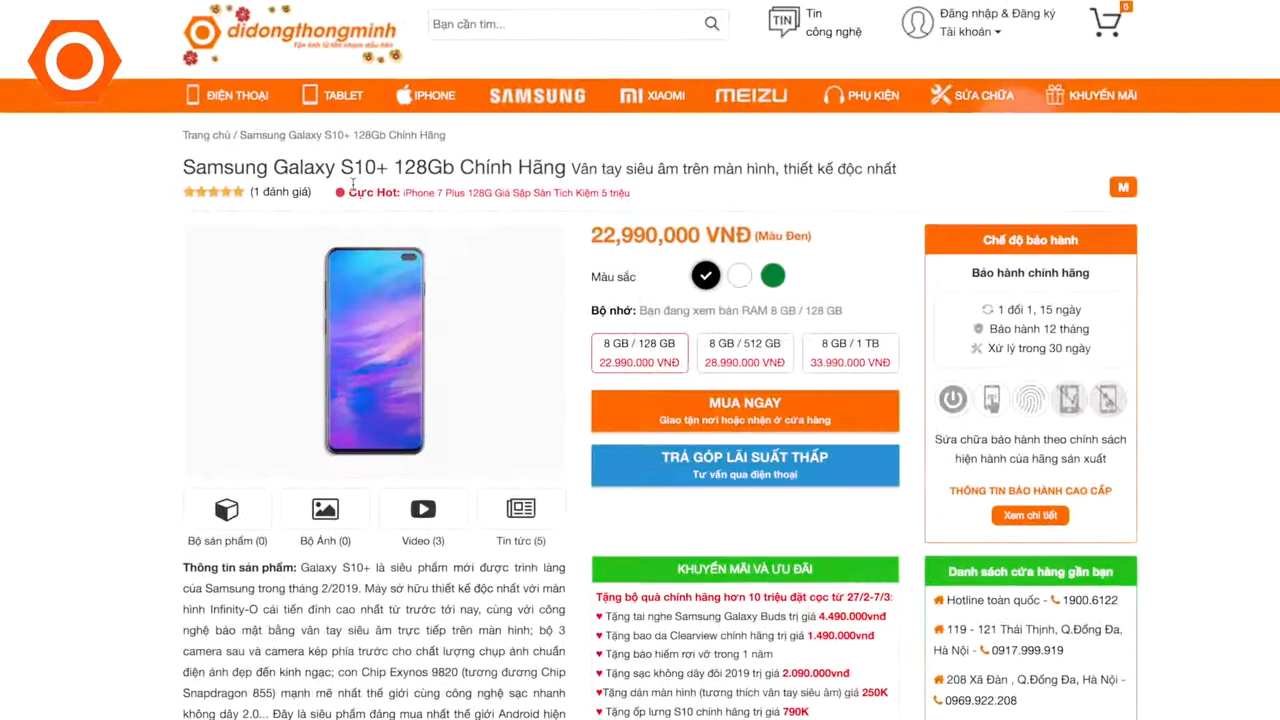 didongthongminh
Tận tình từ tốn nhằm dấu tiên
Bạn cần tìm...
TIN
Tin
công nghệ
Đăng nhập & Đăng ký
Tài khoản
0
ĐIỆN THOẠI
TABLET
IPHONE
SAMSUNG
XIAOMI
MEIZU
PHỤ KIỆN
SỬA CHỮA
KHUYẾN MÃI
Trang chủ / Samsung Galaxy S10+ 128Gb Chính Hãng
Samsung Galaxy S10+ 128Gb Chính Hãng Vân tay siêu âm trên màn hình, thiết kế độc nhất
(1 đánh giá)
Cực Hot: iPhone 7 Plus 128G Giá Sập Sàn Tích Kiệm 5 triệu
M
22,990,000 VNĐ (Màu Đen)
Màu sắc
Bộ nhớ: Bạn đang xem bản RAM 8 GB / 128 GB
8 GB / 128 GB
22.990.000 VNĐ
8 GB / 512 GB
28.990.000 VNĐ
8 GB / 1 TB
33.990.000 VNĐ
MUA NGAY
Giao tận nơi hoặc nhận ở cửa hàng
TRẢ GÓP LÃI SUẤT THẤP
Tư vấn qua điện thoại
Chế độ bảo hành
Bảo hành chính hãng
1 đổi 1, 15 ngày
Bảo hành 12 tháng
Xử lý trong 30 ngày
Sửa chữa bảo hành theo chính sách
hiện hành của hãng sản xuất
THÔNG TIN BẢO HÀNH CAO CẤP
Xem chi tiết
Bộ sản phẩm (0)
Bộ Ảnh (0)
Video (3)
Tin tức (5)
Thông tin sản phẩm: Galaxy S10+ là siêu phẩm mới được trình làng
của Samsung trong tháng 2/2019. Máy sở hữu thiết kế độc nhất với màn
hình Infinity-O cải tiến đỉnh cao nhất từ trước tới nay, cùng với công
nghệ bảo mật bằng vân tay siêu âm trực tiếp trên màn hình; bộ 3
camera sau và camera kép phía trước cho chất lượng chụp ảnh chuẩn
điện ảnh đẹp đến kinh ngạc; con Chip Exynos 9820 (tương đương Chip
Snapdragon 855) mạnh mẽ nhất thế giới cùng công nghệ sạc nhanh
không dây 2.0... Đây là siêu phẩm đáng mua nhất thế giới Android hiện
KHUYẾN MÃI VÀ ƯU ĐÃI
Tặng bộ quà chính hãng hơn 10 triệu đặt cọc từ 27/2-7/3:
♥ Tặng tai nghe Samsung Galaxy Buds trị giá 4.490.000vnđ
♥ Tặng bao da Clearview chính hãng trị giá 1.490.000vnđ
♥ Tặng bảo hiểm rơi vỡ trong 1 năm
♥ Tặng sạc không dây đôi 2019 trị giá 2.090.000vnđ
♥Tặng dán màn hình (tương thích vân tay siêu âm) giá 250K
♥ Tặng ốp lưng S10 chính hãng trị giá 790K
Danh sách cửa hàng gần bạn
Hotline toàn quốc - 1900.6122
119 - 121 Thái Thịnh, Q.Đống Đa,
Hà Nội - 0917.999.919
208 Xã Đàn , Q.Đống Đa, Hà Nội -
0969.922.208